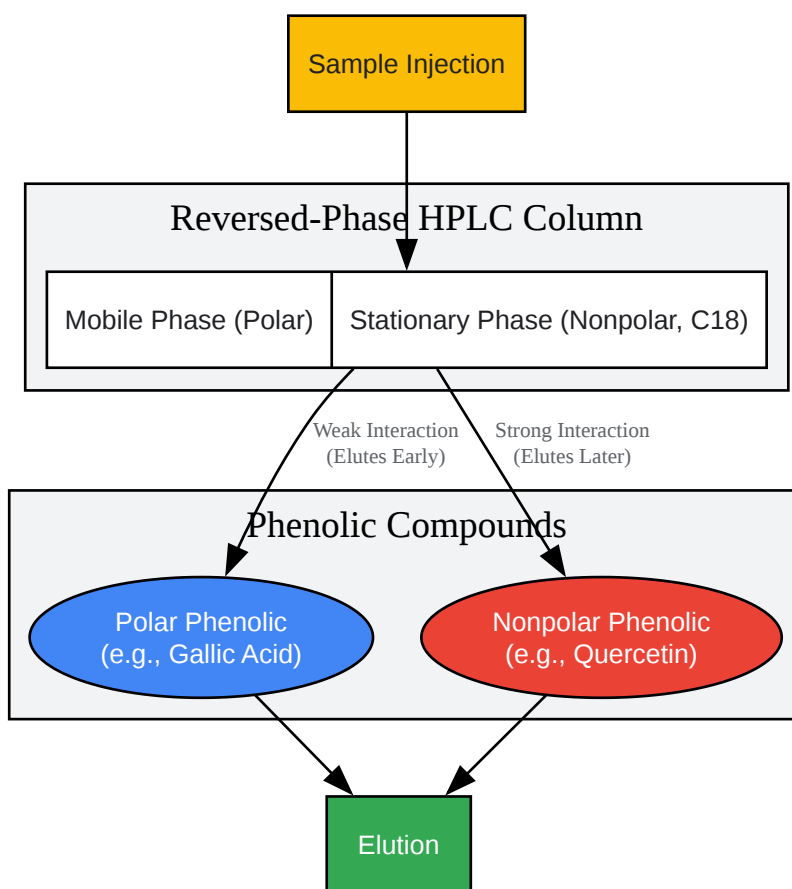 Sample Injection
Reversed-Phase HPLC Column
Mobile Phase (Polar)
Stationary Phase (Nonpolar, C18)
Weak Interaction
(Elutes Early)
Strong Interaction
(Elutes Later)
Phenolic Compounds
Polar Phenolic
(e.g., Gallic Acid)
Nonpolar Phenolic
(e.g., Quercetin)
Elution